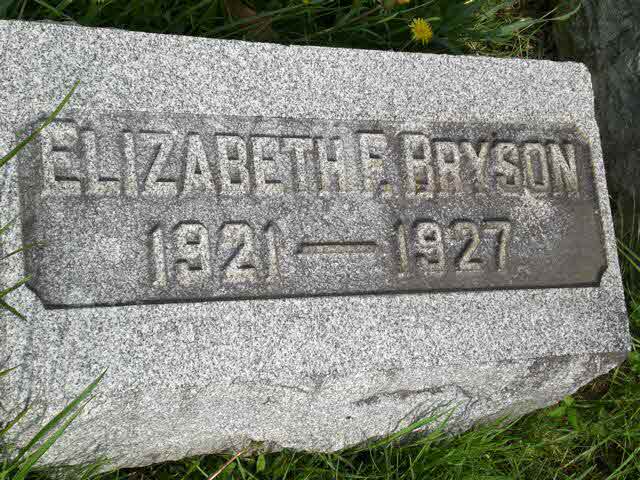 ELIZABETH F. BRYSON
1921 — 1927